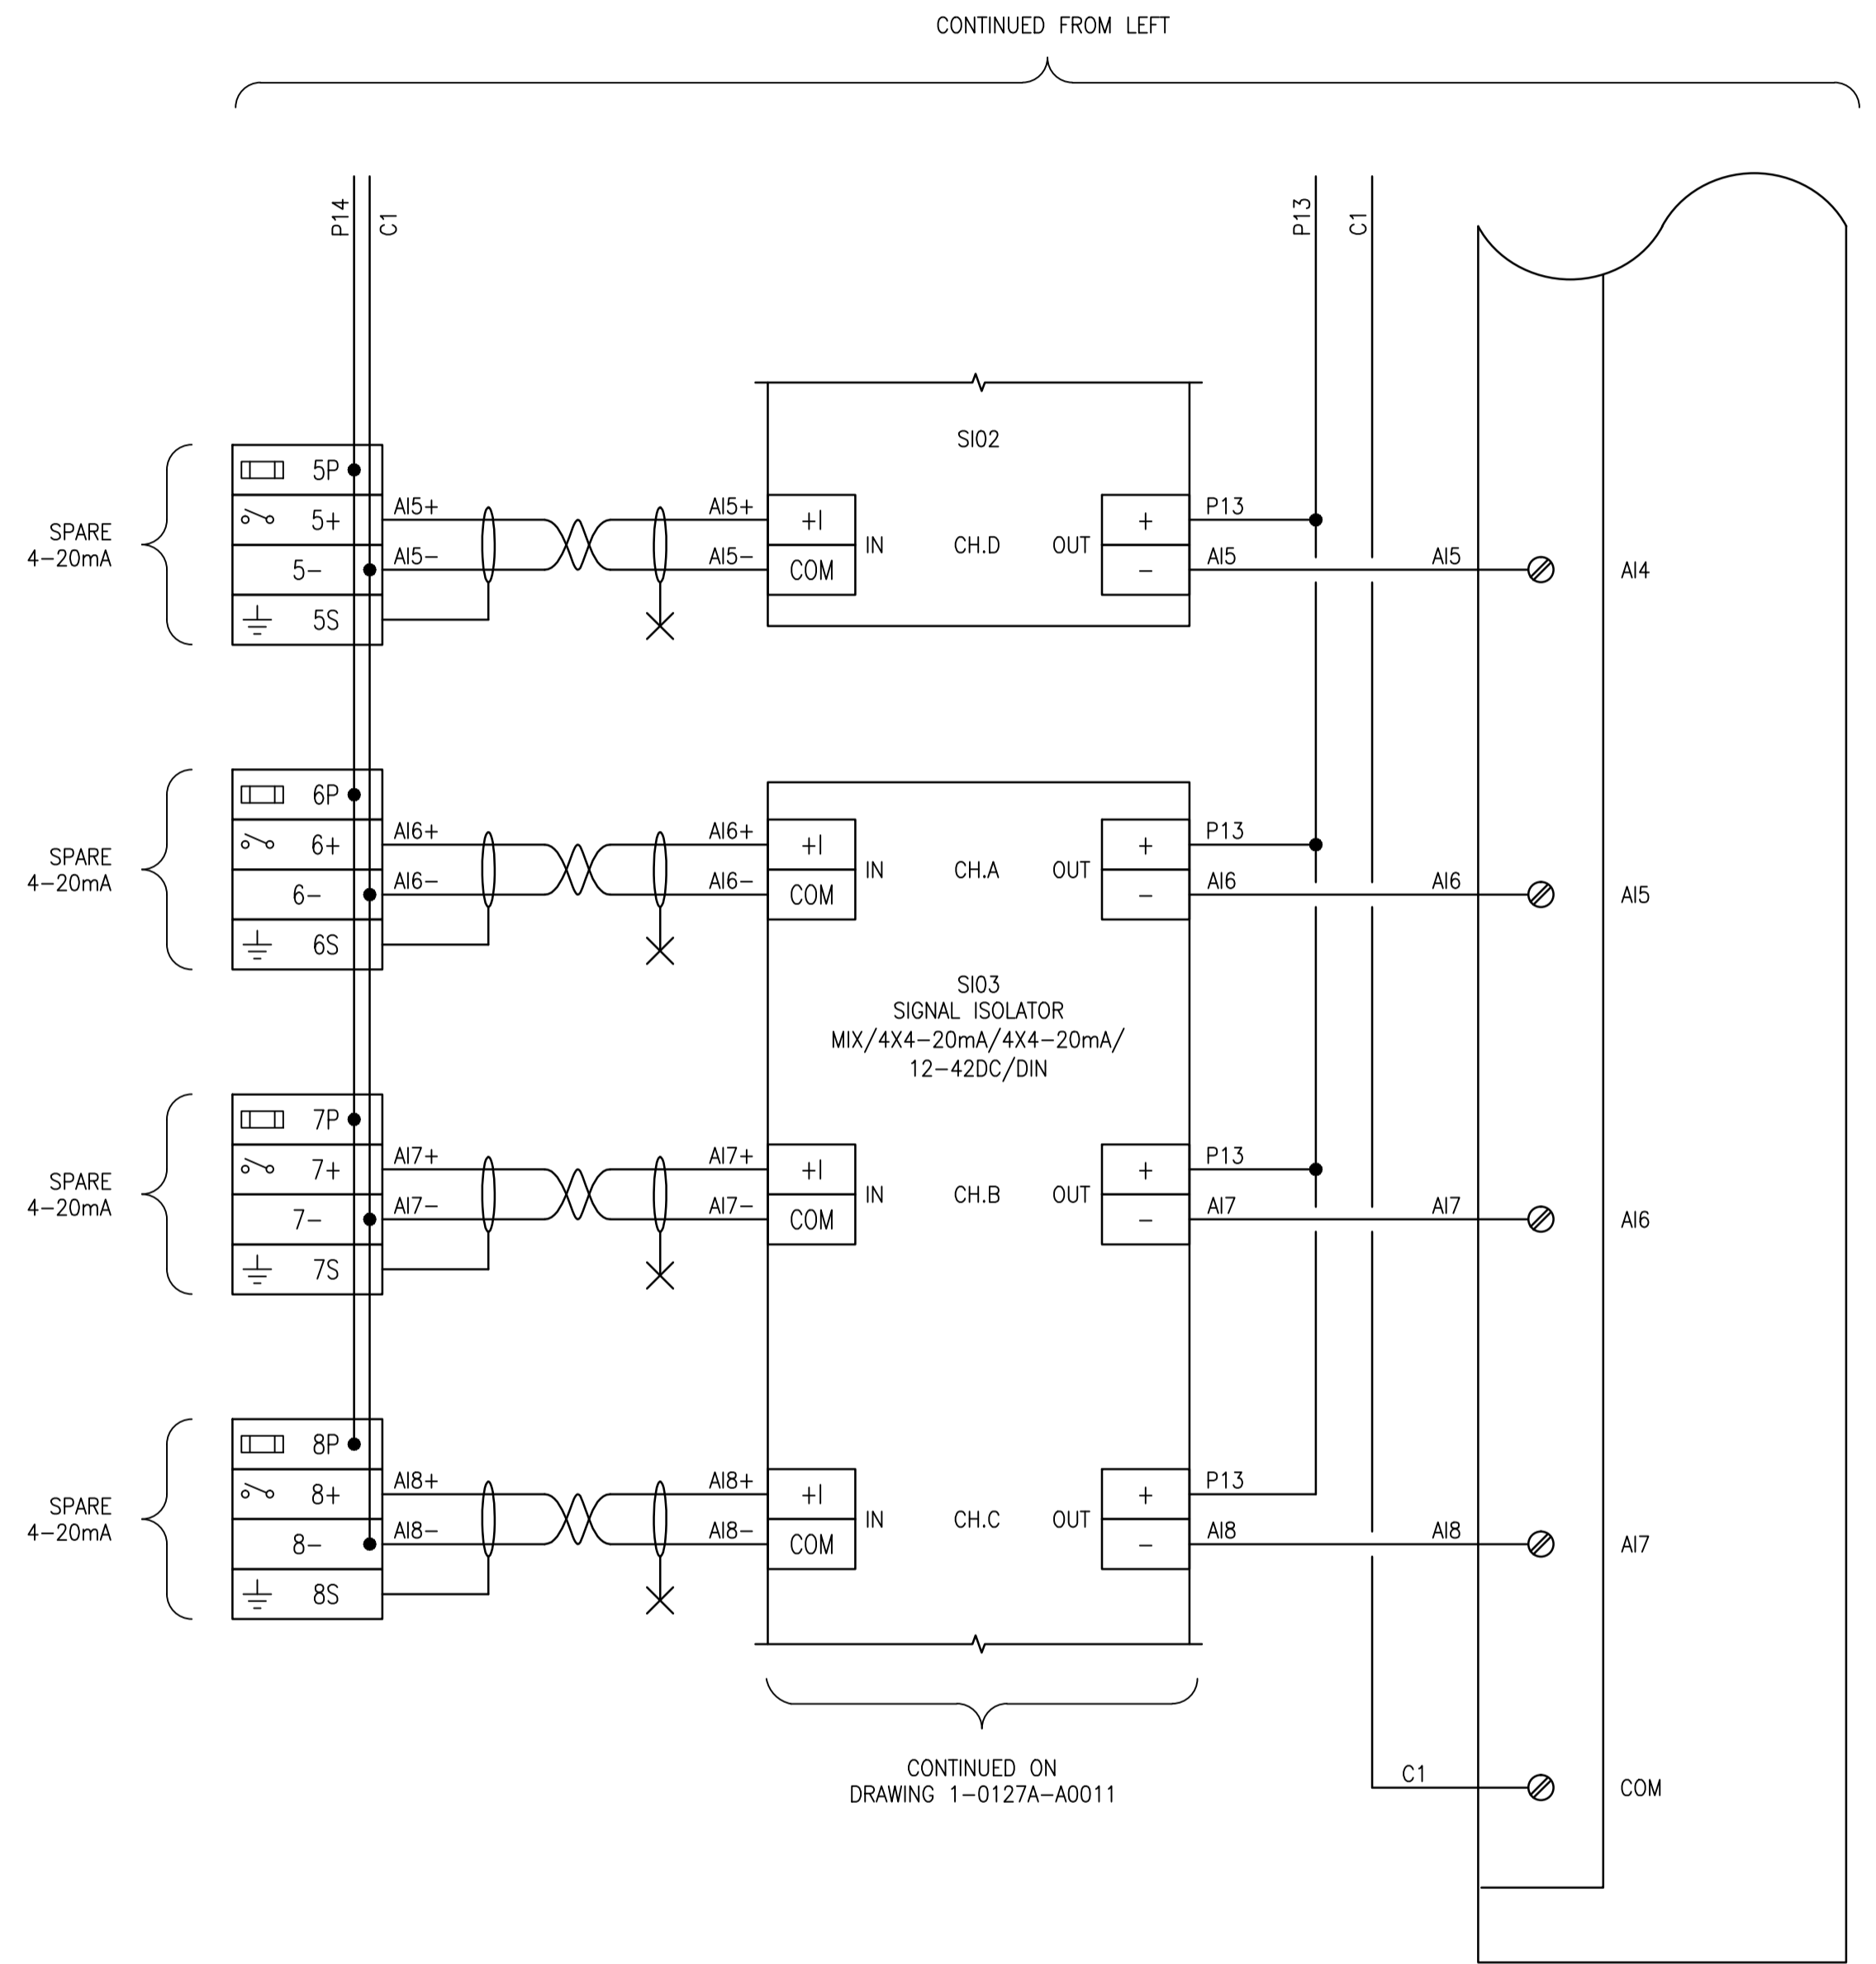 CONTINUED FROM LEFT
P14
C1
P13
C1
SI02
SPARE
4-20mA
5P
5+
5-
5S
AI5+
AI5-
AI5+
AI5-
+I
COM
IN
CH.D
OUT
+
-
P13
AI5
AI5
AI4
SPARE
4-20mA
6P
6+
6-
6S
AI6+
AI6-
AI6+
AI6-
+I
COM
IN
CH.A
OUT
+
-
P13
AI6
AI6
AI5
SI03
SIGNAL ISOLATOR
MIX/4X4-20mA/4X4-20mA/
12-42DC/DIN
SPARE
4-20mA
7P
7+
7-
7S
AI7+
AI7-
AI7+
AI7-
+I
COM
IN
CH.B
OUT
+
-
P13
AI7
AI7
AI6
SPARE
4-20mA
8P
8+
8-
8S
AI8+
AI8-
AI8+
AI8-
+I
COM
IN
CH.C
OUT
+
-
P13
AI8
AI8
AI7
CONTINUED ON
DRAWING 1-0127A-A0011
C1
COM